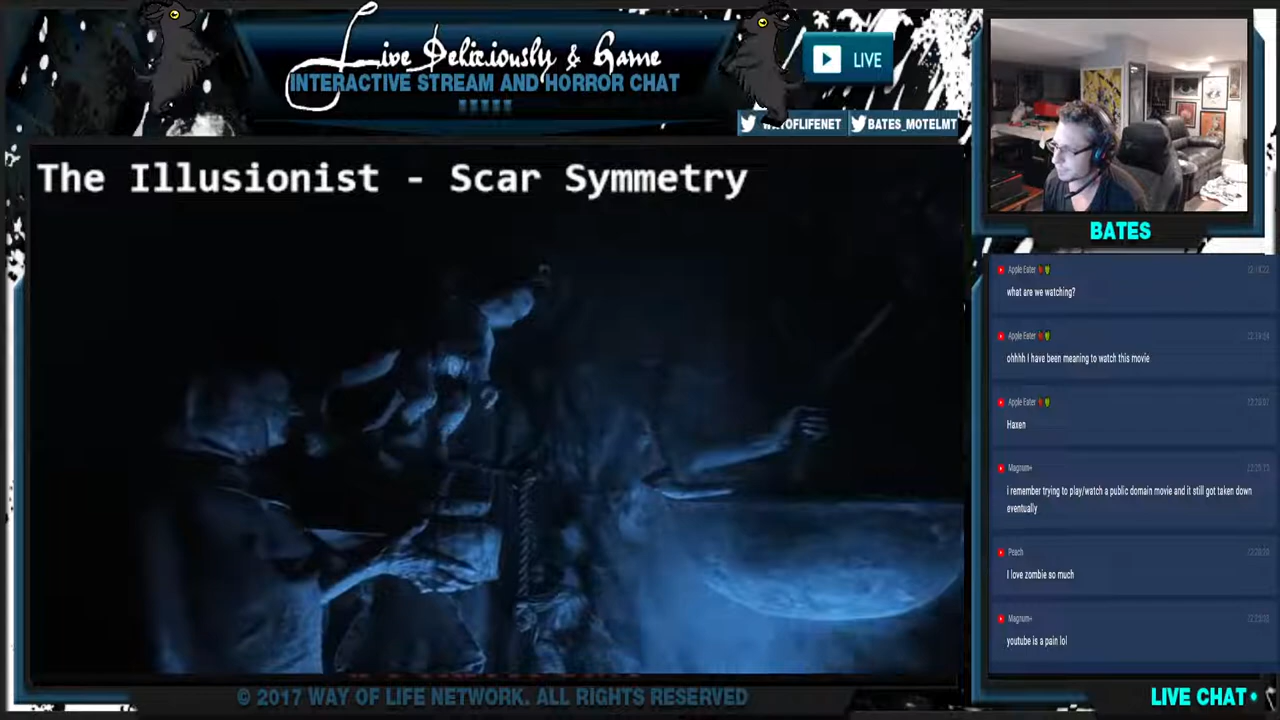 Live Deliciously & Game
INTERACTIVE STREAM AND HORROR CHAT
LIVE
WAYOFLIFENET
BATES_MOTELMT
The Illusionist - Scar Symmetry
BATES
Apple Eater
what are we watching?
Apple Eater
ohhhh I have been meaning to watch this movie
Apple Eater
Haxen
Magnum+
i remember trying to play/watch a public domain movie and it still got taken down
eventually
Peach
I love zombie so much
Magnum+
youtube is a pain lol
© 2017 WAY OF LIFE NETWORK. ALL RIGHTS RESERVED
LIVE CHAT